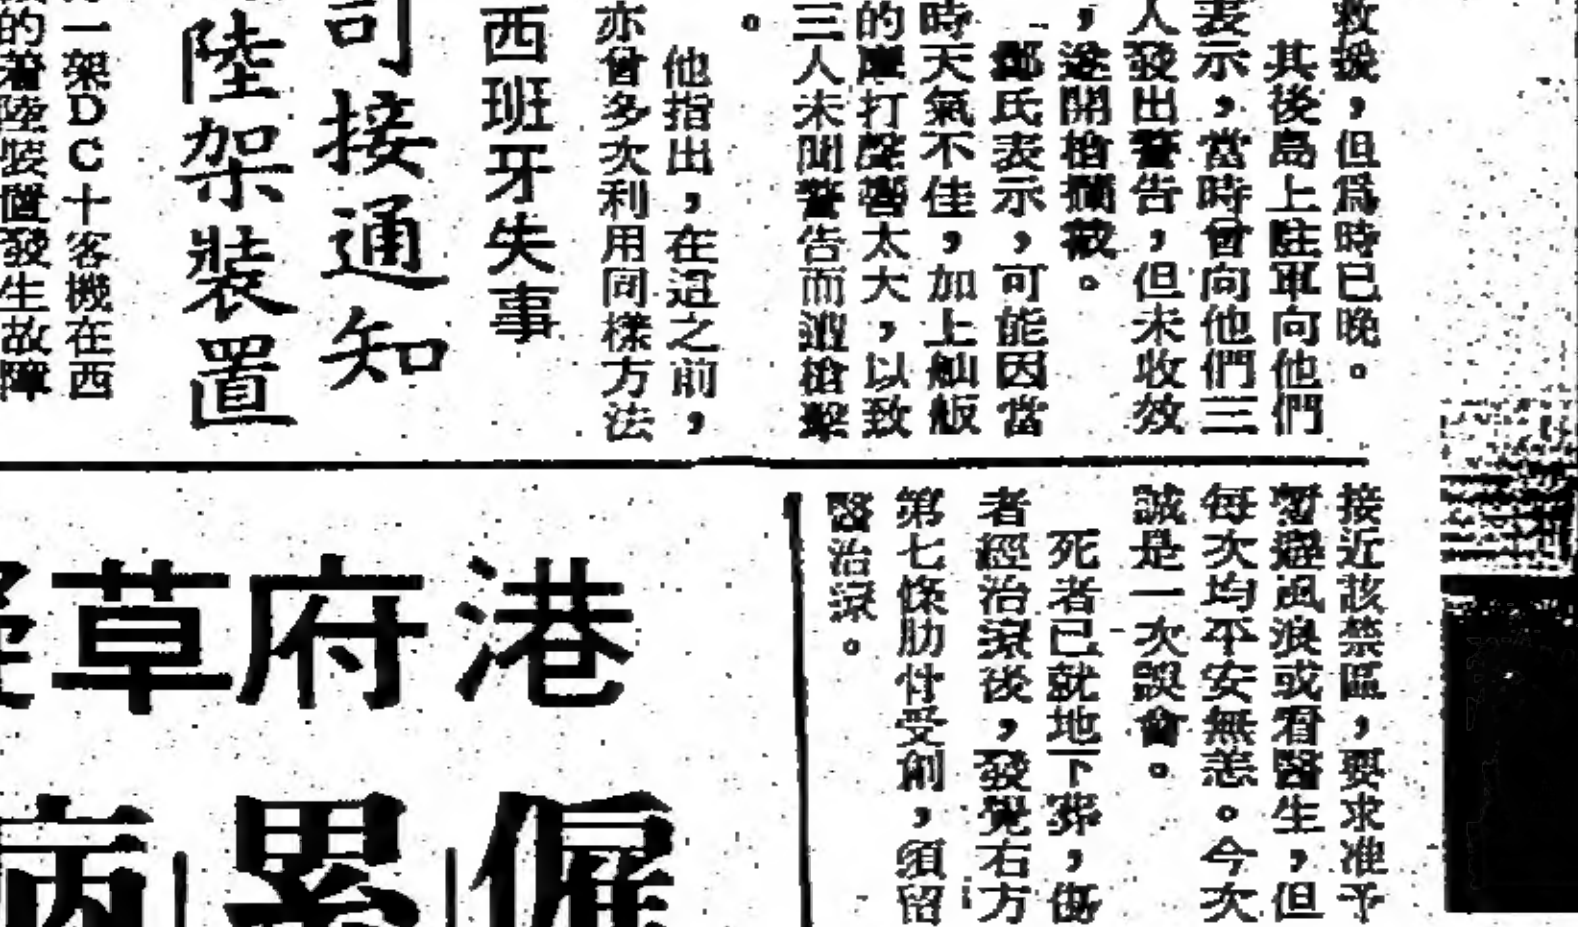 救援，但爲時已晚。
其後島上駐軍向他們
表示，當時曾向他們三
人發出警告，但未收效
，遂開槍攔截。
鄭氏表示，可能因當
時天氣不佳，加上舢舨
的摩打聲響太大，以致
三人未聞警告而遭槍擊
。
他指出，在這之前，
亦曾多次利用同樣方法
接近該禁區，要求准予
暫避風浪或看醫生，但
每次均平安無恙。今次
誠是一次誤會。
死者已就地下葬，傷
者經治療後，發覺右方
第七條肋骨受創，須留
醫治療。
西班牙失事
司接通知
陸架裝置
一架DC十客機在西
的着陸裝置發生故障
港府草
僱累病